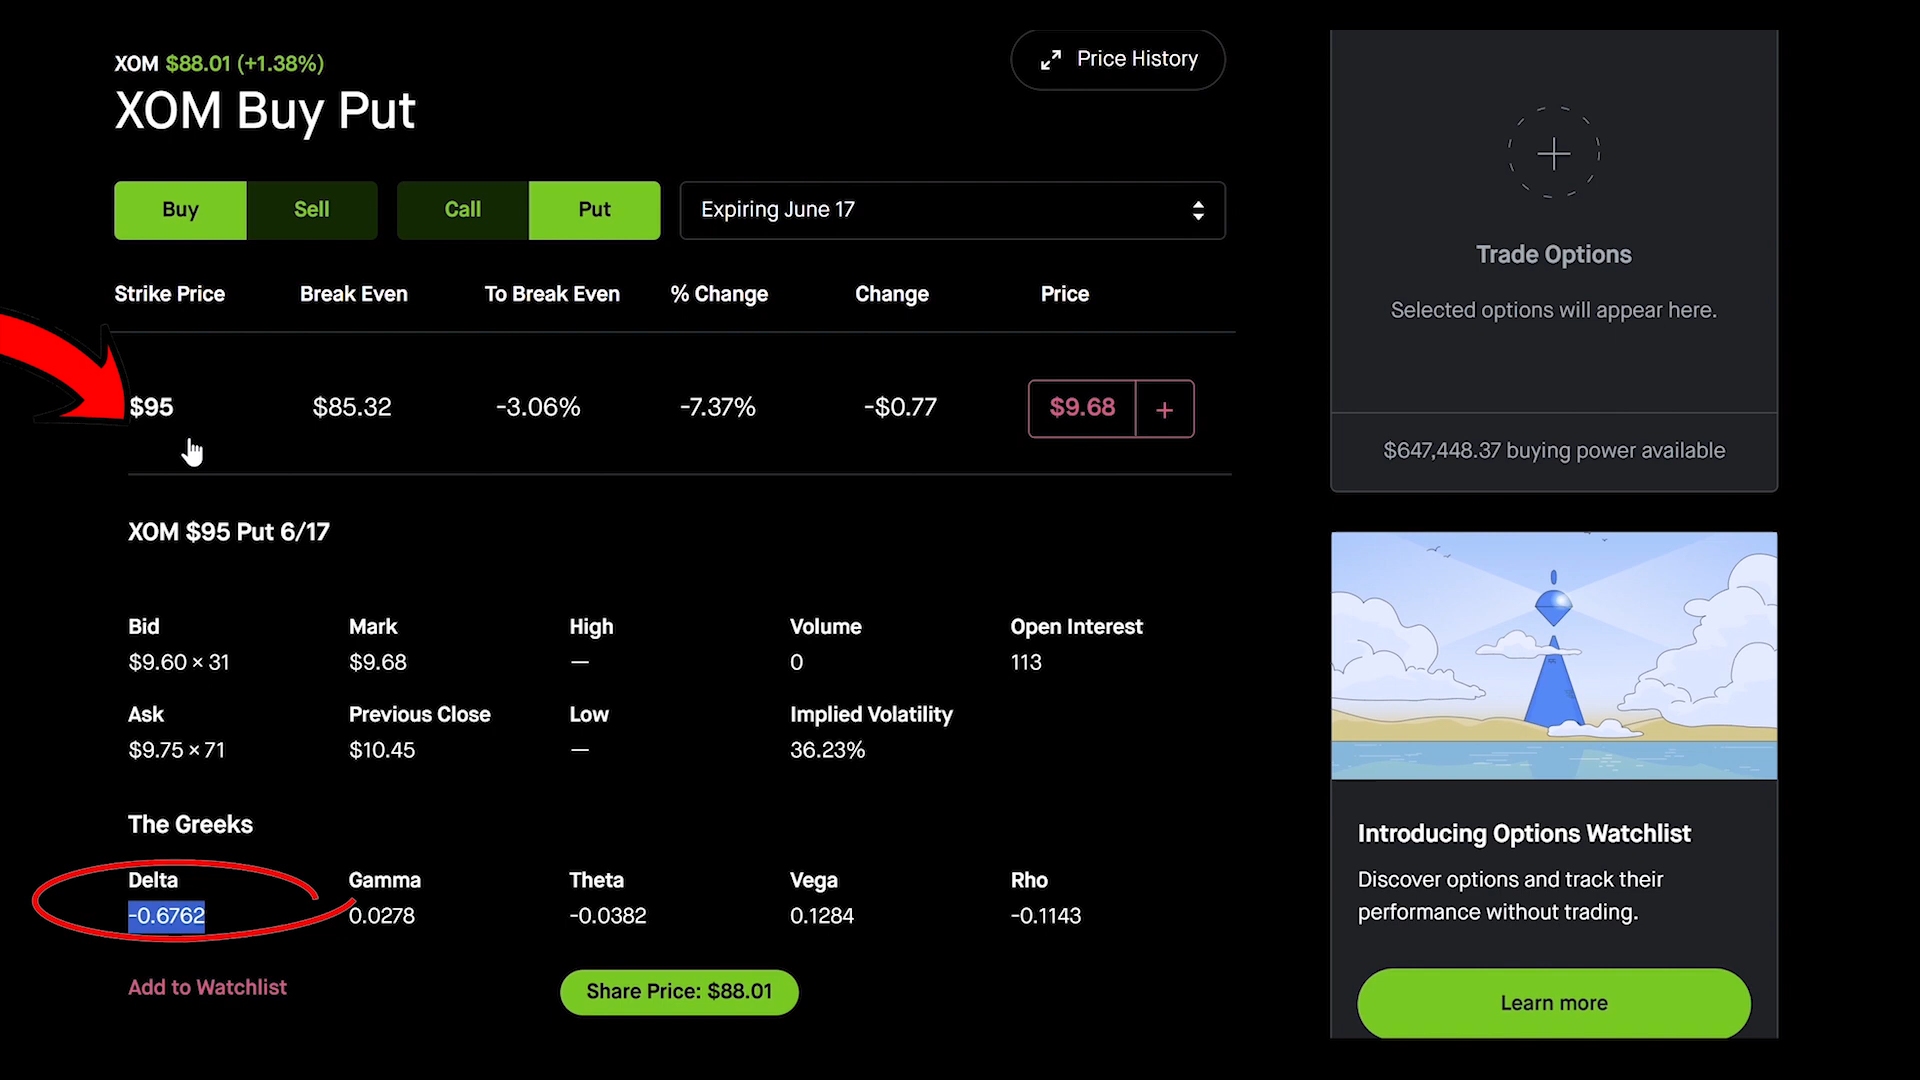 XOM $88.01 (+1.38%)
XOM Buy Put
Price History
Buy Sell Call Put Expiring June 17
Strike Price Break Even To Break Even % Change Change Price
$95 $85.32 -3.06% -7.37% -$0.77 $9.68 +
XOM $95 Put 6/17
Bid Mark High Volume Open Interest
$9.60 × 31 $9.68 — 0 113
Ask Previous Close Low Implied Volatility
$9.75 × 71 $10.45 — 36.23%
The Greeks
Delta Gamma Theta Vega Rho
-0.6762 0.0278 -0.0382 0.1284 -0.1143
Add to Watchlist
Share Price: $88.01
Trade Options
Selected options will appear here.
$647,448.37 buying power available
Introducing Options Watchlist
Discover options and track their
performance without trading.
Learn more